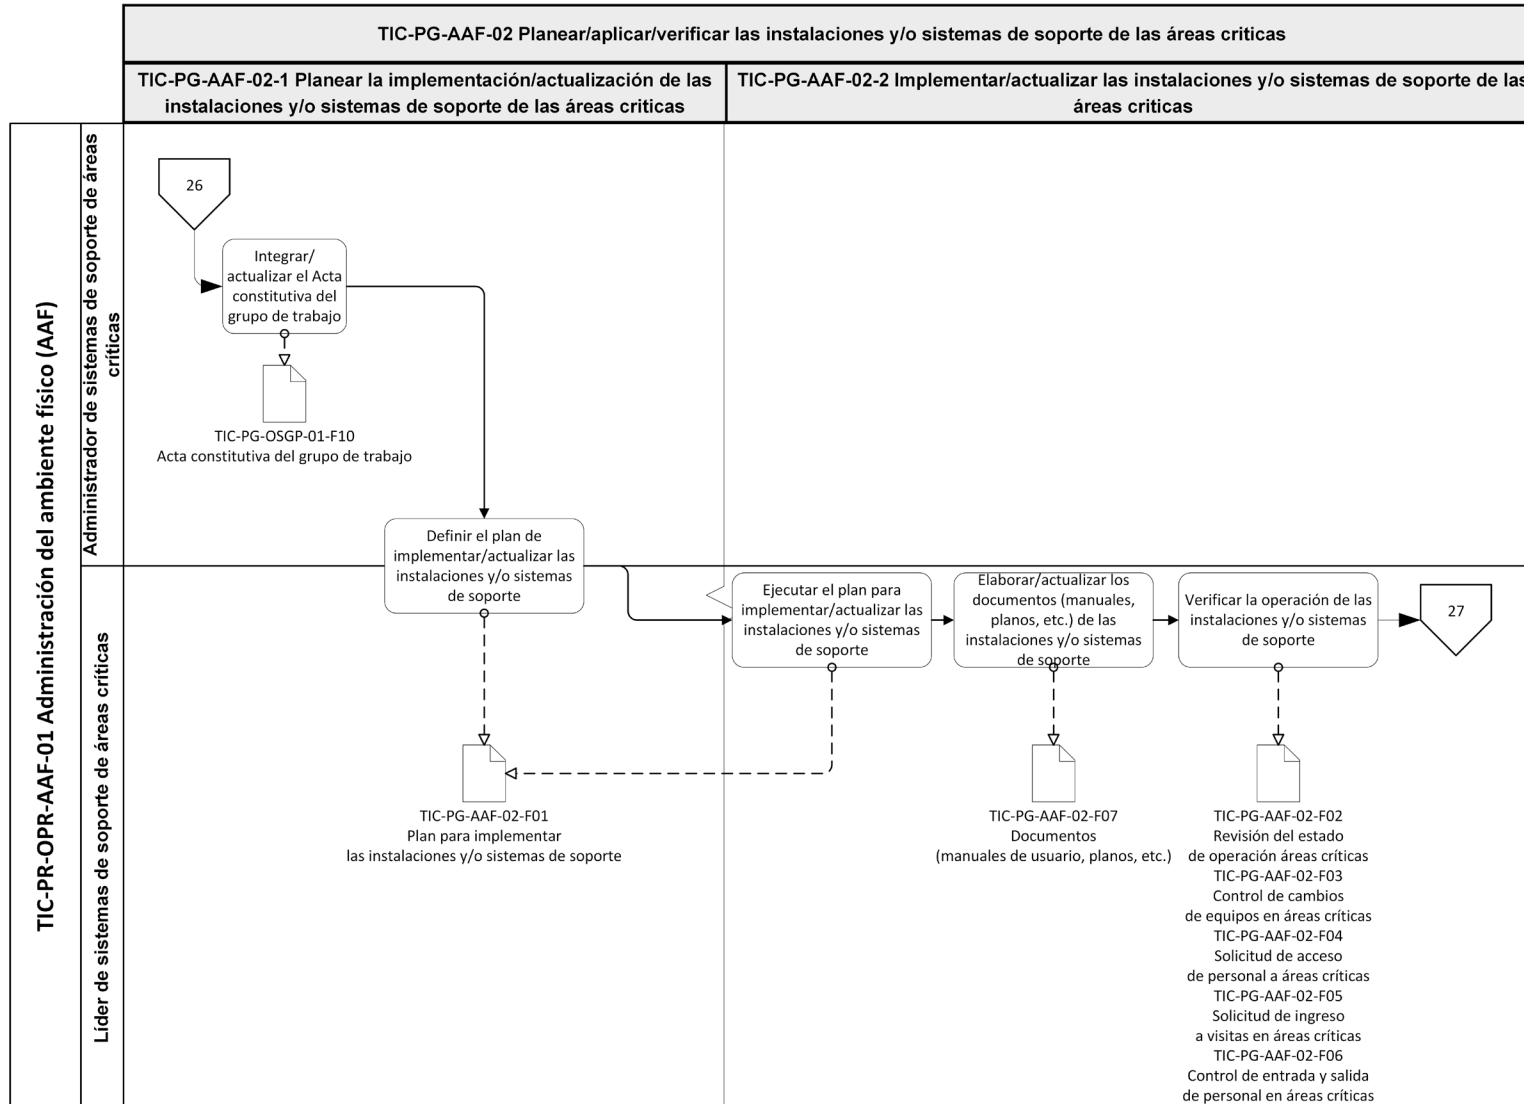 TIC-PG-AAF-02 Planear/aplicar/verificar las instalaciones y/o sistemas de soporte de las áreas criticas
TIC-PG-AAF-02-1 Planear la implementación/actualización de las
instalaciones y/o sistemas de soporte de las áreas criticas
TIC-PG-AAF-02-2 Implementar/actualizar las instalaciones y/o sistemas de soporte de las
áreas criticas
TIC-PR-OPR-AAF-01 Administración del ambiente físico (AAF)
Administrador de sistemas de soporte de áreas
críticas
26
Integrar/
actualizar el Acta
constitutiva del
grupo de trabajo
TIC-PG-OSGP-01-F10
Acta constitutiva del grupo de trabajo
Definir el plan de
implementar/actualizar las
instalaciones y/o sistemas
de soporte
Líder de sistemas de soporte de áreas críticas
Ejecutar el plan para
implementar/actualizar las
instalaciones y/o sistemas
de soporte
Elaborar/actualizar los
documentos (manuales,
planos, etc.) de las
instalaciones y/o sistemas
de soporte
Verificar la operación de las
instalaciones y/o sistemas
de soporte
27
TIC-PG-AAF-02-F01
Plan para implementar
las instalaciones y/o sistemas de soporte
TIC-PG-AAF-02-F07
Documentos
(manuales de usuario, planos, etc.)
TIC-PG-AAF-02-F02
Revisión del estado
de operación áreas críticas
TIC-PG-AAF-02-F03
Control de cambios
de equipos en áreas críticas
TIC-PG-AAF-02-F04
Solicitud de acceso
de personal a áreas críticas
TIC-PG-AAF-02-F05
Solicitud de ingreso
a visitas en áreas críticas
TIC-PG-AAF-02-F06
Control de entrada y salida
de personal en áreas críticas